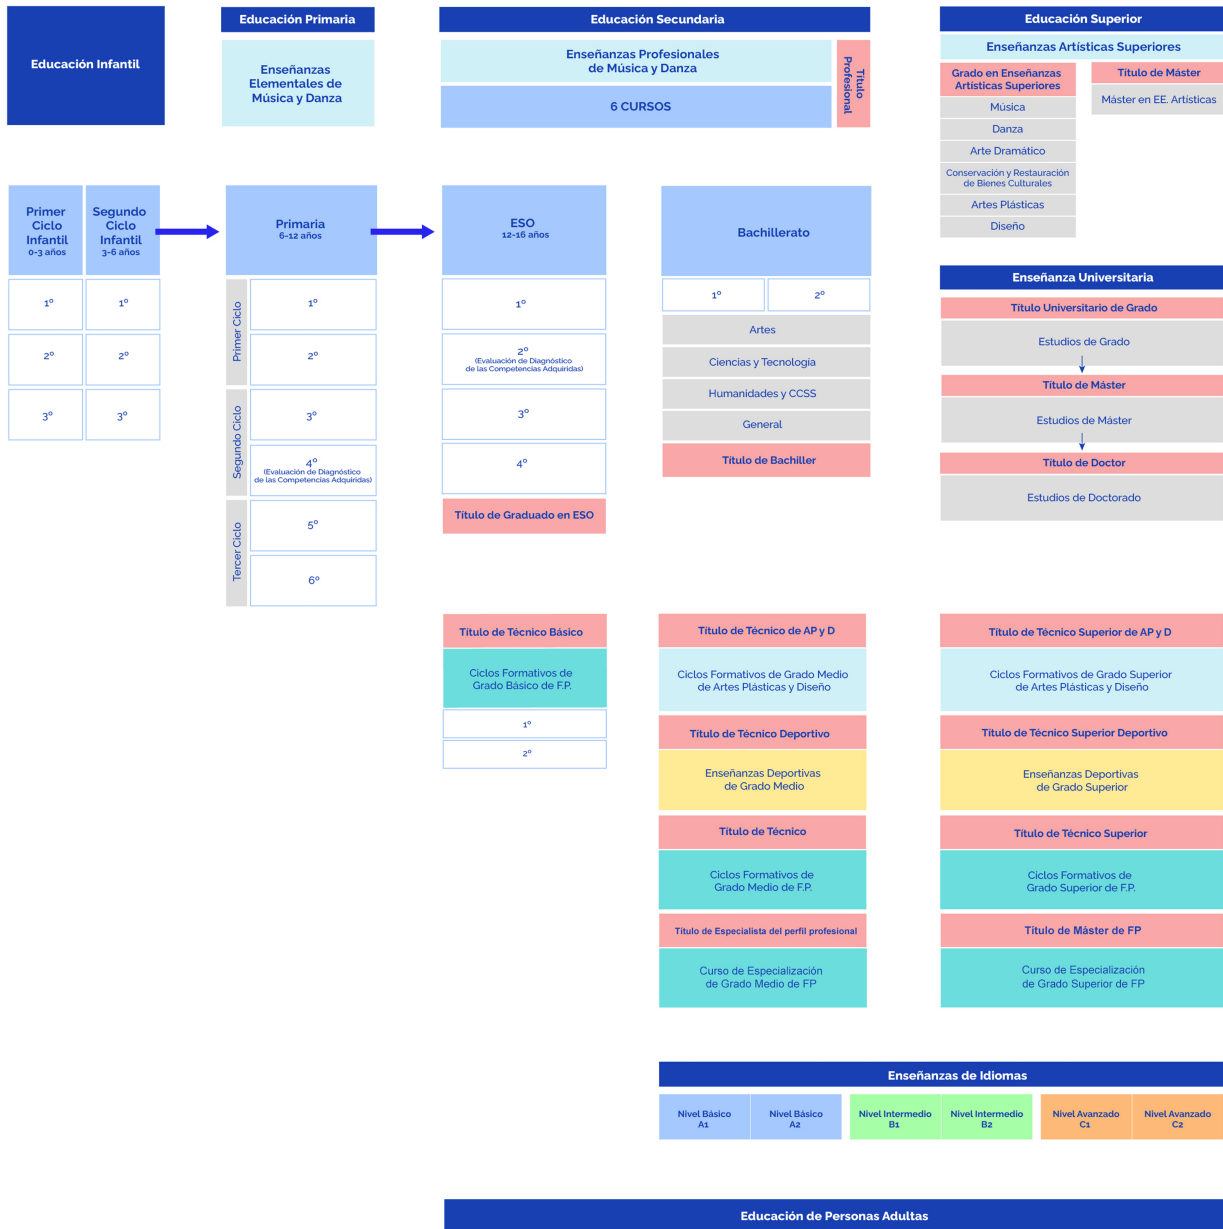 Educación Infantil
Educación Primaria
Enseñanzas
Elementales de
Música y Danza
Educación Secundaria
Enseñanzas Profesionales
de Música y Danza
6 CURSOS
Título
Profesional
Educación Superior
Enseñanzas Artísticas Superiores
Grado en Enseñanzas
Artísticas Superiores
Música
Danza
Arte Dramático
Conservación y Restauración
de Bienes Culturales
Artes Plásticas
Diseño
Título de Máster
Máster en EE. Artísticas
Primer
Ciclo
Infantil
0-3 años
1º
2º
3º
Segundo
Ciclo
Infantil
3-6 años
1º
2º
3º
Primaria
6-12 años
Primer Ciclo
1º
2º
Segundo Ciclo
3º
4º
(Evaluación de Diagnóstico
de las Competencias Adquiridas)
Tercer Ciclo
5º
6º
ESO
12-16 años
1º
2º
(Evaluación de Diagnóstico
de las Competencias Adquiridas)
3º
4º
Título de Graduado en ESO
Bachillerato
1º
2º
Artes
Ciencias y Tecnología
Humanidades y CCSS
General
Título de Bachiller
Enseñanza Universitaria
Título Universitario de Grado
Estudios de Grado
Título de Máster
Estudios de Máster
Título de Doctor
Estudios de Doctorado
Título de Técnico Básico
Ciclos Formativos de
Grado Básico de F.P.
1º
2º
Título de Técnico de AP y D
Ciclos Formativos de Grado Medio
de Artes Plásticas y Diseño
Título de Técnico Deportivo
Enseñanzas Deportivas
de Grado Medio
Título de Técnico
Ciclos Formativos de
Grado Medio de F.P.
Título de Especialista del perfil profesional
Curso de Especialización
de Grado Medio de FP
Título de Técnico Superior de AP y D
Ciclos Formativos de Grado Superior
de Artes Plásticas y Diseño
Título de Técnico Superior Deportivo
Enseñanzas Deportivas
de Grado Superior
Título de Técnico Superior
Ciclos Formativos de
Grado Superior de F.P.
Título de Máster de FP
Curso de Especialización
de Grado Superior de FP
Enseñanzas de Idiomas
Nivel Básico
A1
Nivel Básico
A2
Nivel Intermedio
B1
Nivel Intermedio
B2
Nivel Avanzado
C1
Nivel Avanzado
C2
Educación de Personas Adultas